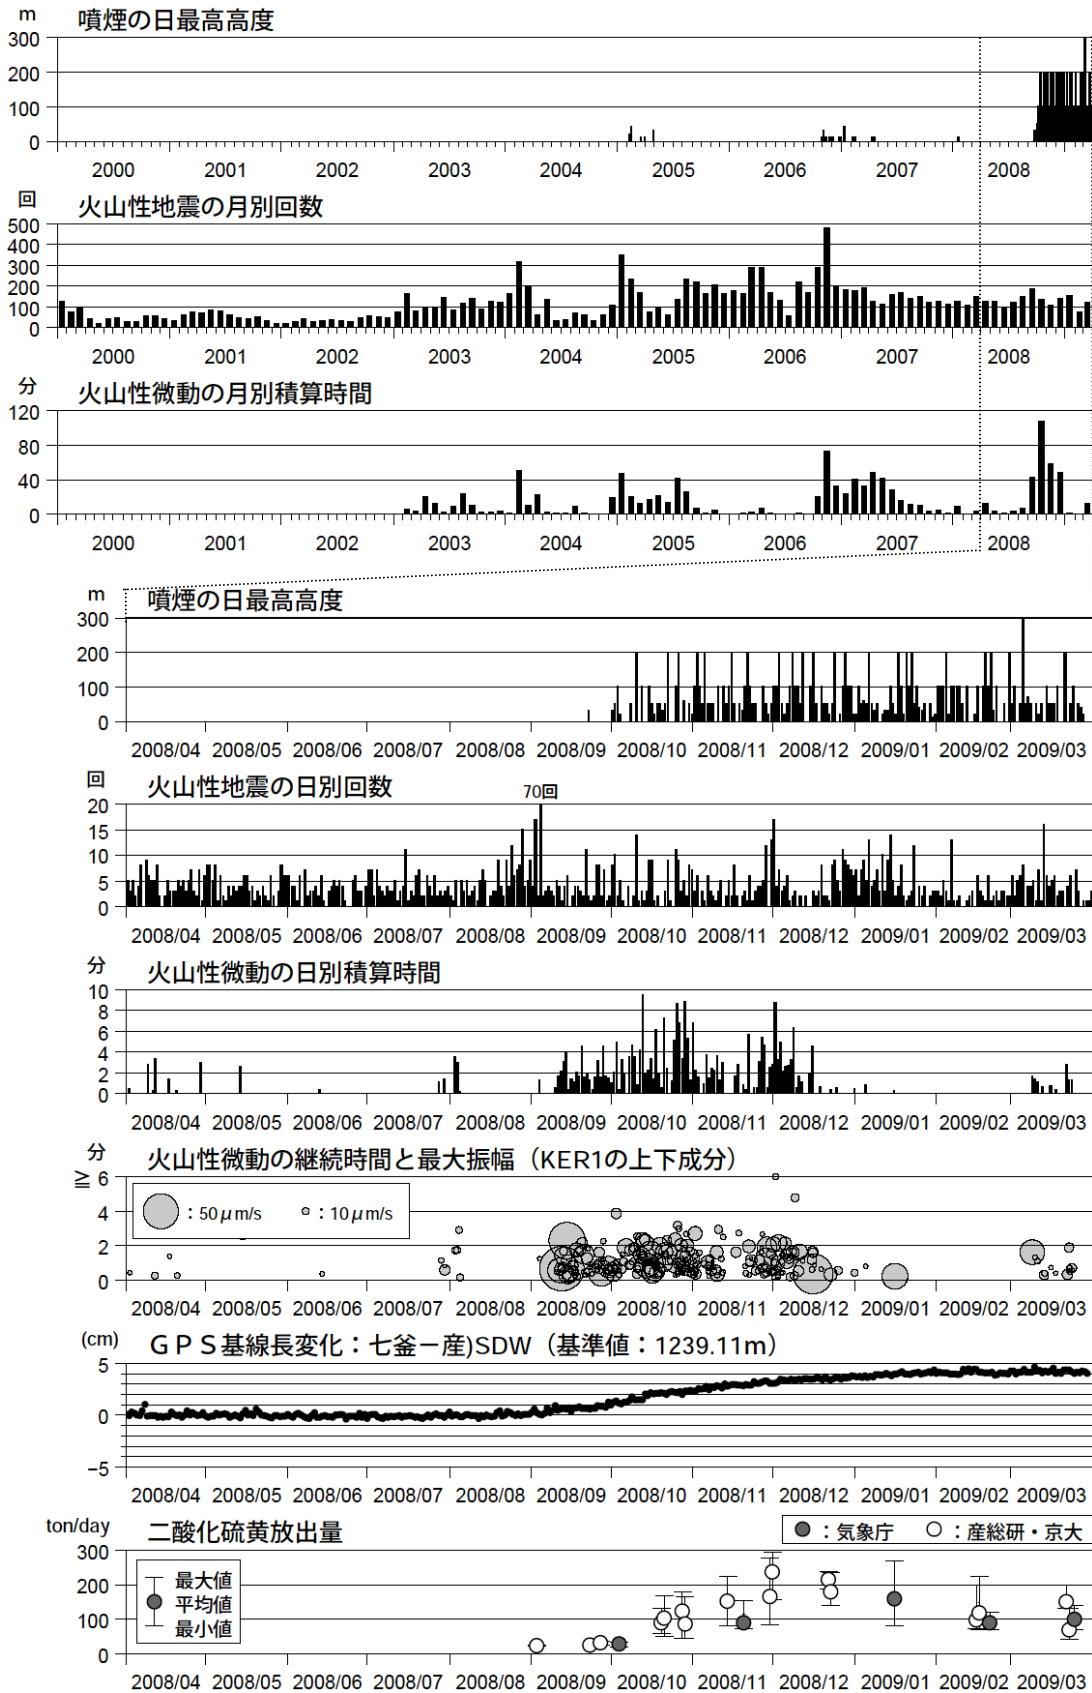 m 噴煙の日最高高度
300
200
100
0
2000 2001 2002 2003 2004 2005 2006 2007 2008
回 火山性地震の月別回数
500
400
300
200
100
0
2000 2001 2002 2003 2004 2005 2006 2007 2008
分 火山性微動の月別積算時間
120
80
40
0
2000 2001 2002 2003 2004 2005 2006 2007 2008
m 噴煙の日最高高度
300
200
100
0
2008/04 2008/05 2008/06 2008/07 2008/08 2008/09 2008/10 2008/11 2008/12 2009/01 2009/02 2009/03
回 火山性地震の日別回数 70回
20
15
10
5
0
2008/04 2008/05 2008/06 2008/07 2008/08 2008/09 2008/10 2008/11 2008/12 2009/01 2009/02 2009/03
分 火山性微動の日別積算時間
10
8
6
4
2
0
2008/04 2008/05 2008/06 2008/07 2008/08 2008/09 2008/10 2008/11 2008/12 2009/01 2009/02 2009/03
分 火山性微動の継続時間と最大振幅（KER1の上下成分）
≧ 6
：50μm/s ：10μm/s
4
2
0
2008/04 2008/05 2008/06 2008/07 2008/08 2008/09 2008/10 2008/11 2008/12 2009/01 2009/02 2009/03
(cm) ＧＰＳ基線長変化：七釜－産)SDW（基準値：1239.11m）
5
0
−5
2008/04 2008/05 2008/06 2008/07 2008/08 2008/09 2008/10 2008/11 2008/12 2009/01 2009/02 2009/03
ton/day 二酸化硫黄放出量 ：気象庁 ：産総研・京大
300
最大値
200
平均値
100
最小値
0
2008/04 2008/05 2008/06 2008/07 2008/08 2008/09 2008/10 2008/11 2008/12 2009/01 2009/02 2009/03